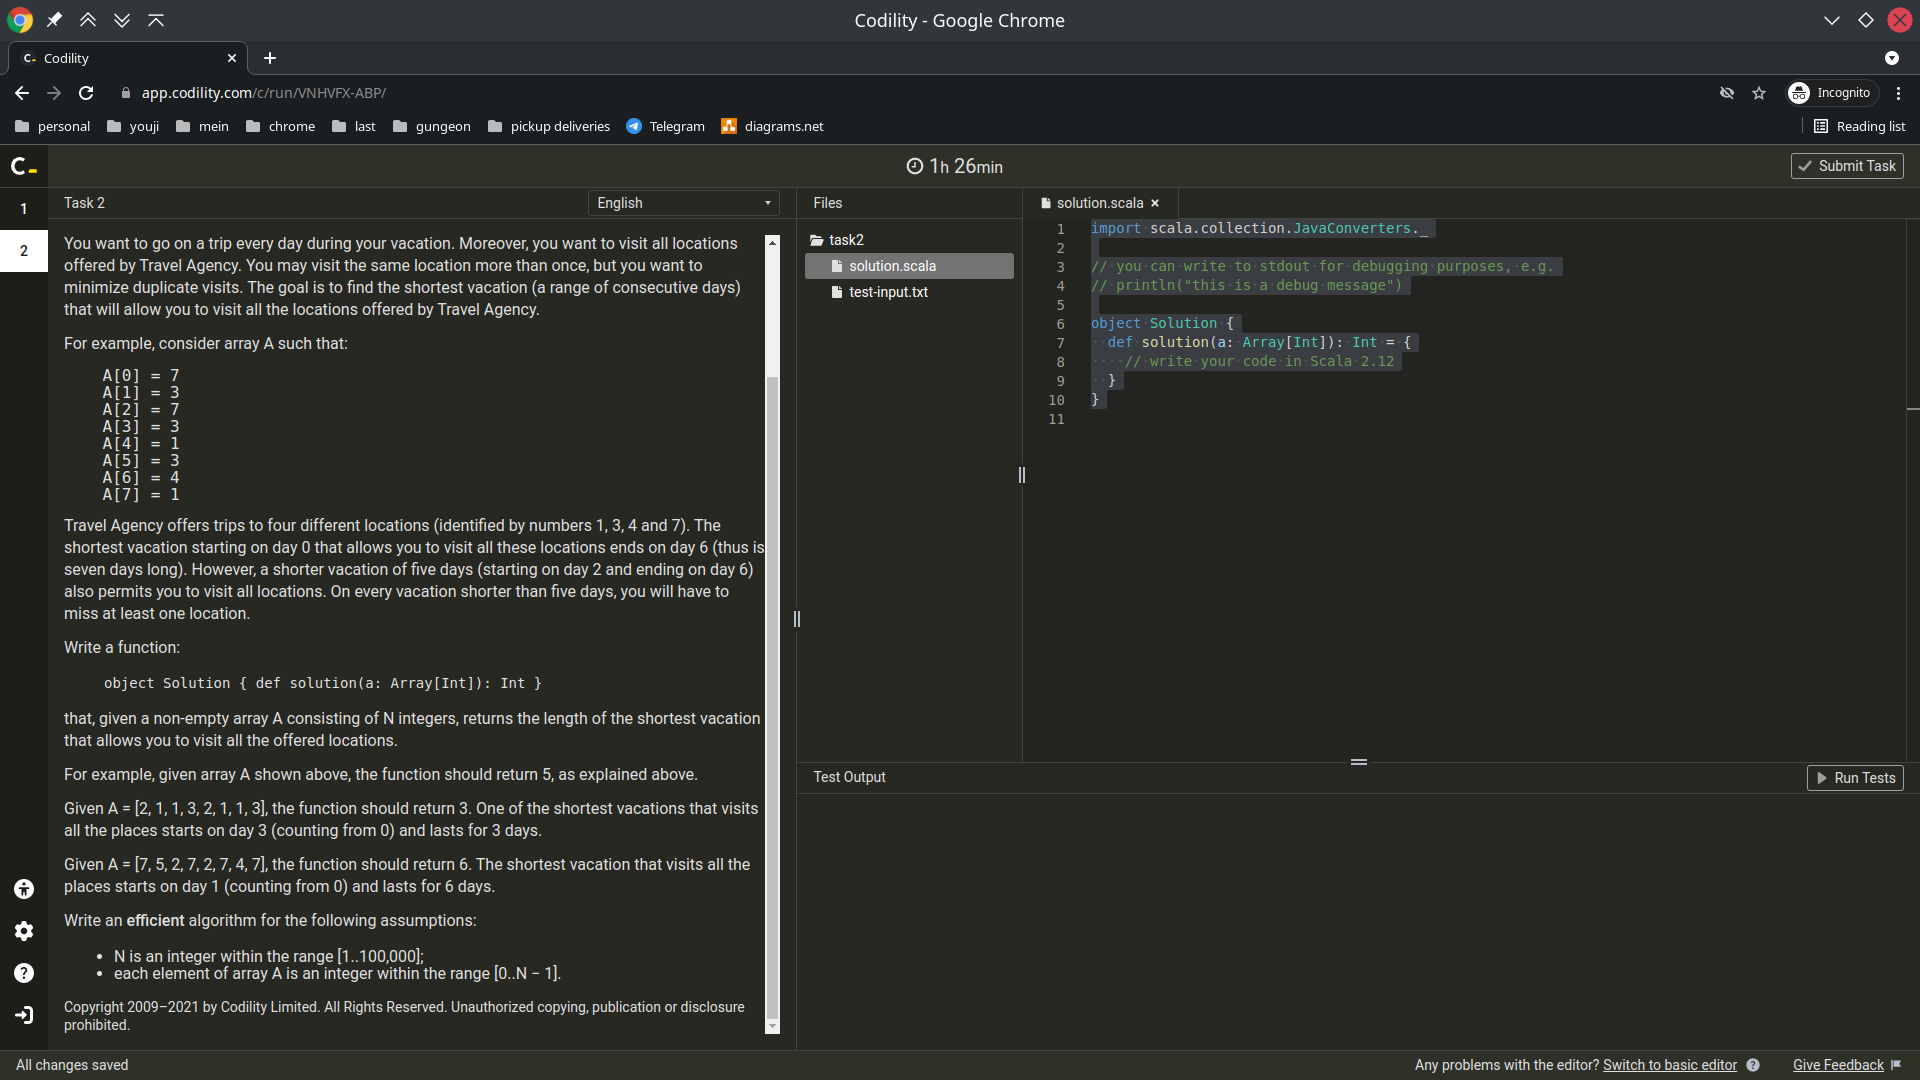 Codility - Google Chrome
Codility
app.codility.com/c/run/VNHVFX-ABP/
Incognito
personal
youji
mein
chrome
last
gungeon
pickup deliveries
Telegram
diagrams.net
Reading list
1h 26min
Submit Task
1
2
Task 2
English
You want to go on a trip every day during your vacation. Moreover, you want to visit all locations
offered by Travel Agency. You may visit the same location more than once, but you want to
minimize duplicate visits. The goal is to find the shortest vacation (a range of consecutive days)
that will allow you to visit all the locations offered by Travel Agency.
For example, consider array A such that:
A[0] = 7
A[1] = 3
A[2] = 7
A[3] = 3
A[4] = 1
A[5] = 3
A[6] = 4
A[7] = 1
Travel Agency offers trips to four different locations (identified by numbers 1, 3, 4 and 7). The
shortest vacation starting on day 0 that allows you to visit all these locations ends on day 6 (thus is
seven days long). However, a shorter vacation of five days (starting on day 2 and ending on day 6)
also permits you to visit all locations. On every vacation shorter than five days, you will have to
miss at least one location.
Write a function:
object Solution { def solution(a: Array[Int]): Int }
that, given a non-empty array A consisting of N integers, returns the length of the shortest vacation
that allows you to visit all the offered locations.
For example, given array A shown above, the function should return 5, as explained above.
Given A = [2, 1, 1, 3, 2, 1, 1, 3], the function should return 3. One of the shortest vacations that visits
all the places starts on day 3 (counting from 0) and lasts for 3 days.
Given A = [7, 5, 2, 7, 2, 7, 4, 7], the function should return 6. The shortest vacation that visits all the
places starts on day 1 (counting from 0) and lasts for 6 days.
Write an efficient algorithm for the following assumptions:
• N is an integer within the range [1..100,000];
• each element of array A is an integer within the range [0..N − 1].
Copyright 2009–2021 by Codility Limited. All Rights Reserved. Unauthorized copying, publication or disclosure
prohibited.
Files
task2
solution.scala
test-input.txt
solution.scala
1 import scala.collection.JavaConverters._
2
3 // you can write to stdout for debugging purposes, e.g.
4 // println("this is a debug message")
5
6 object Solution {
7 def solution(a: Array[Int]): Int = {
8 // write your code in Scala 2.12
9 }
10 }
11
Test Output
Run Tests
All changes saved
Any problems with the editor? Switch to basic editor
Give Feedback